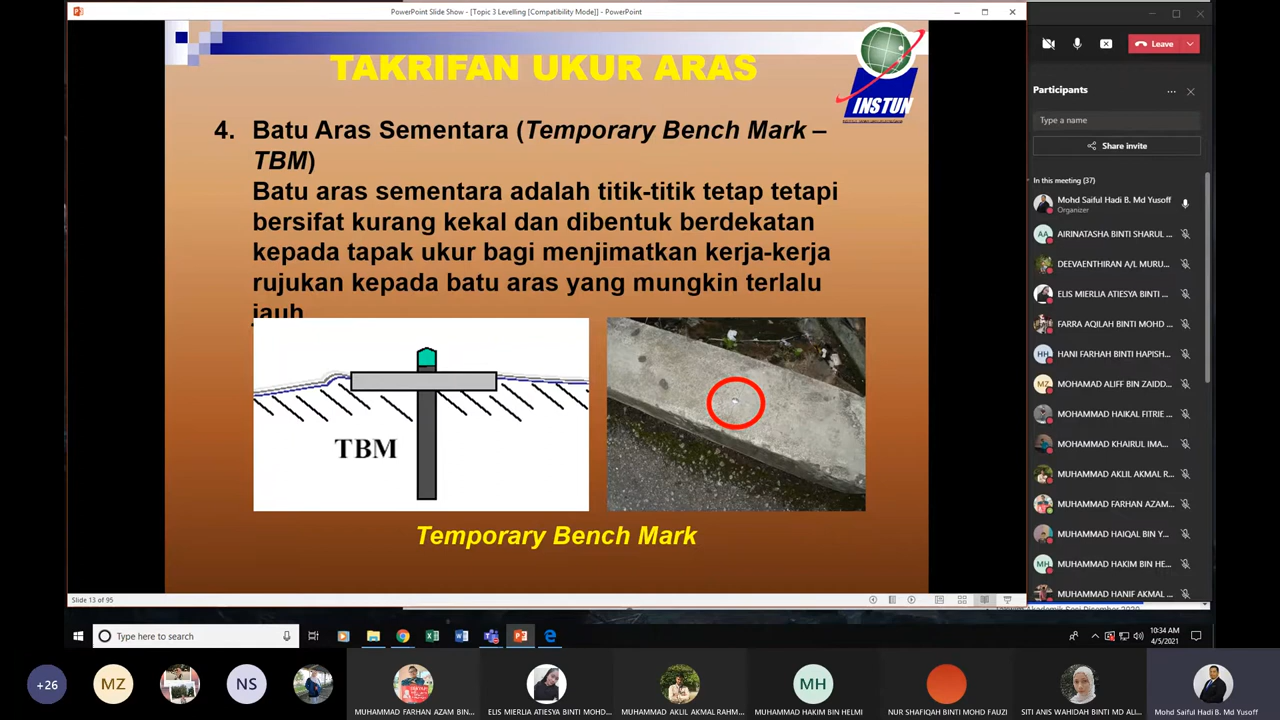 PowerPoint Slide Show - [Topic 3 Levelling [Compatibility Mode]] - PowerPoint
TAKRIFAN UKUR ARAS
INSTUN
4. Batu Aras Sementara (Temporary Bench Mark –
TBM)
Batu aras sementara adalah titik-titik tetap tetapi
bersifat kurang kekal dan dibentuk berdekatan
kepada tapak ukur bagi menjimatkan kerja-kerja
rujukan kepada batu aras yang mungkin terlalu
jauh
TBM
Temporary Bench Mark
Slide 13 of 95
Leave
Participants
Type a name
Share invite
In this meeting (37)
Mohd Saiful Hadi B. Md Yusoff
Organizer
AA AIRINATASHA BINTI SHARUL ...
DEEVAENTHIRAN A/L MURU...
ELIS MIERLIA ATIESYA BINTI ...
FARRA AQILAH BINTI MOHD ...
HH HANI FARHAH BINTI HAPISH...
MZ MOHAMAD ALIFF BIN ZAIDD...
MOHAMMAD HAIKAL FITRIE ...
MOHAMMAD KHAIRUL IMA...
MUHAMMAD AKLIL AKMAL R...
MUHAMMAD FARHAN AZAM...
MUHAMMAD HAIQAL BIN Y...
MH MUHAMMAD HAKIM BIN HE...
MUHAMMAD HANIF AKMAL ...
Type here to search
10:34 AM
4/5/2021
+26
MZ
NS
MUHAMMAD FARHAN AZAM BIN...
ELIS MIERLIA ATIESYA BINTI MOHD...
MUHAMMAD AKLIL AKMAL RAHM...
MH
MUHAMMAD HAKIM BIN HELMI
NUR SHAFIQAH BINTI MOHD FAUZI
SITI ANIS WAHIDAH BINTI MD ALI...
Mohd Saiful Hadi B. Md Yusoff